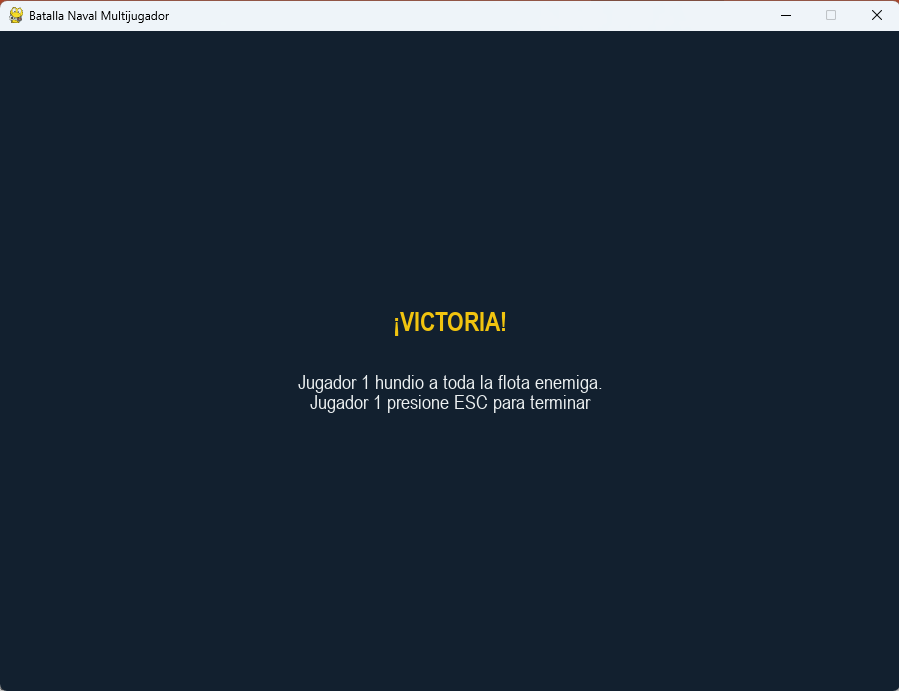 Batalla Naval Multijugador
¡VICTORIA!
Jugador 1 hundio a toda la flota enemiga.
Jugador 1 presione ESC para terminar